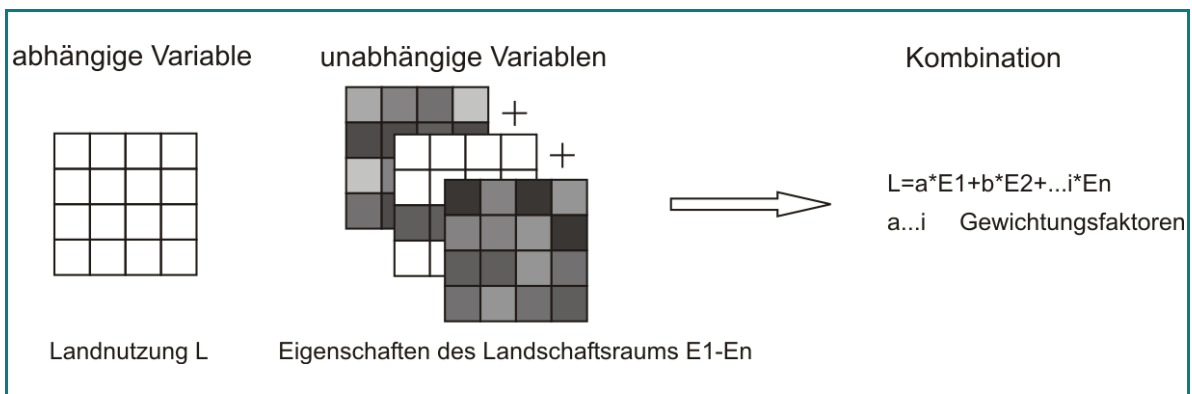 abhängige Variable
unabhängige Variablen
Kombination
+
+
L=a*E1+b*E2+...i*En
a...i Gewichtungsfaktoren
Landnutzung L
Eigenschaften des Landschaftsraums E1-En